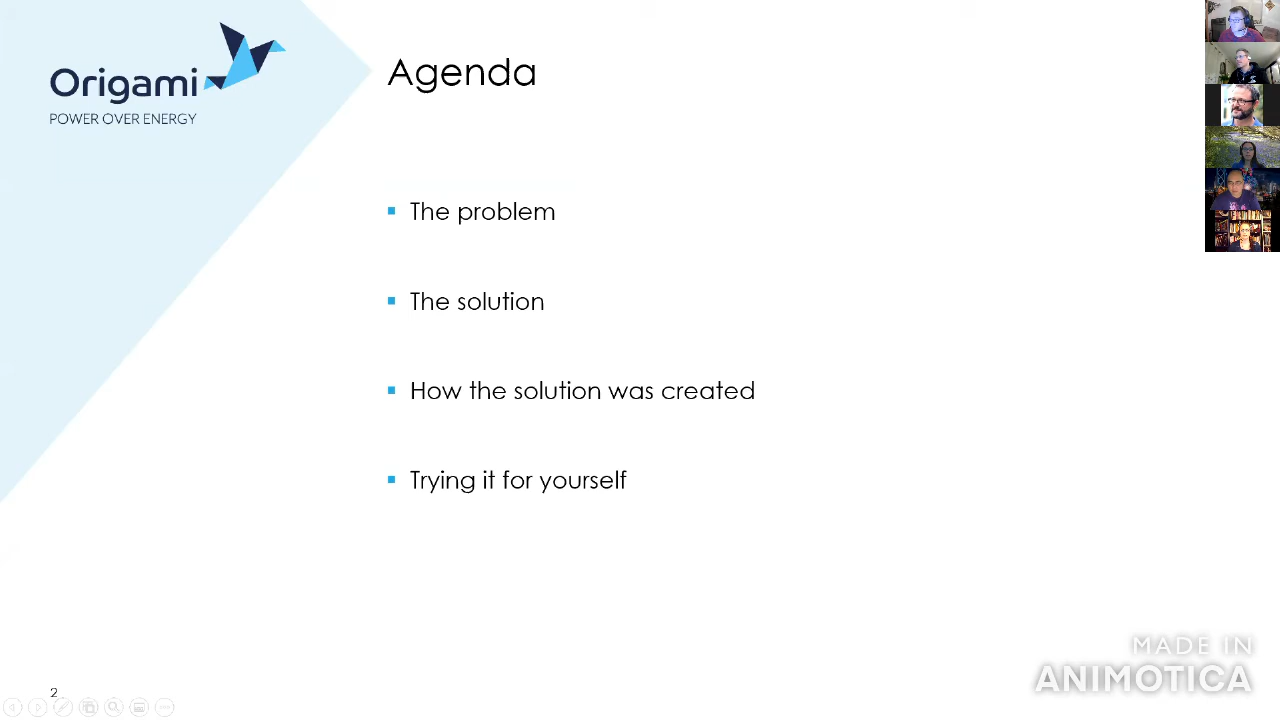 Origami
POWER OVER ENERGY
Agenda
The problem
The solution
How the solution was created
Trying it for yourself
2
MADE IN
ANIMOTICA